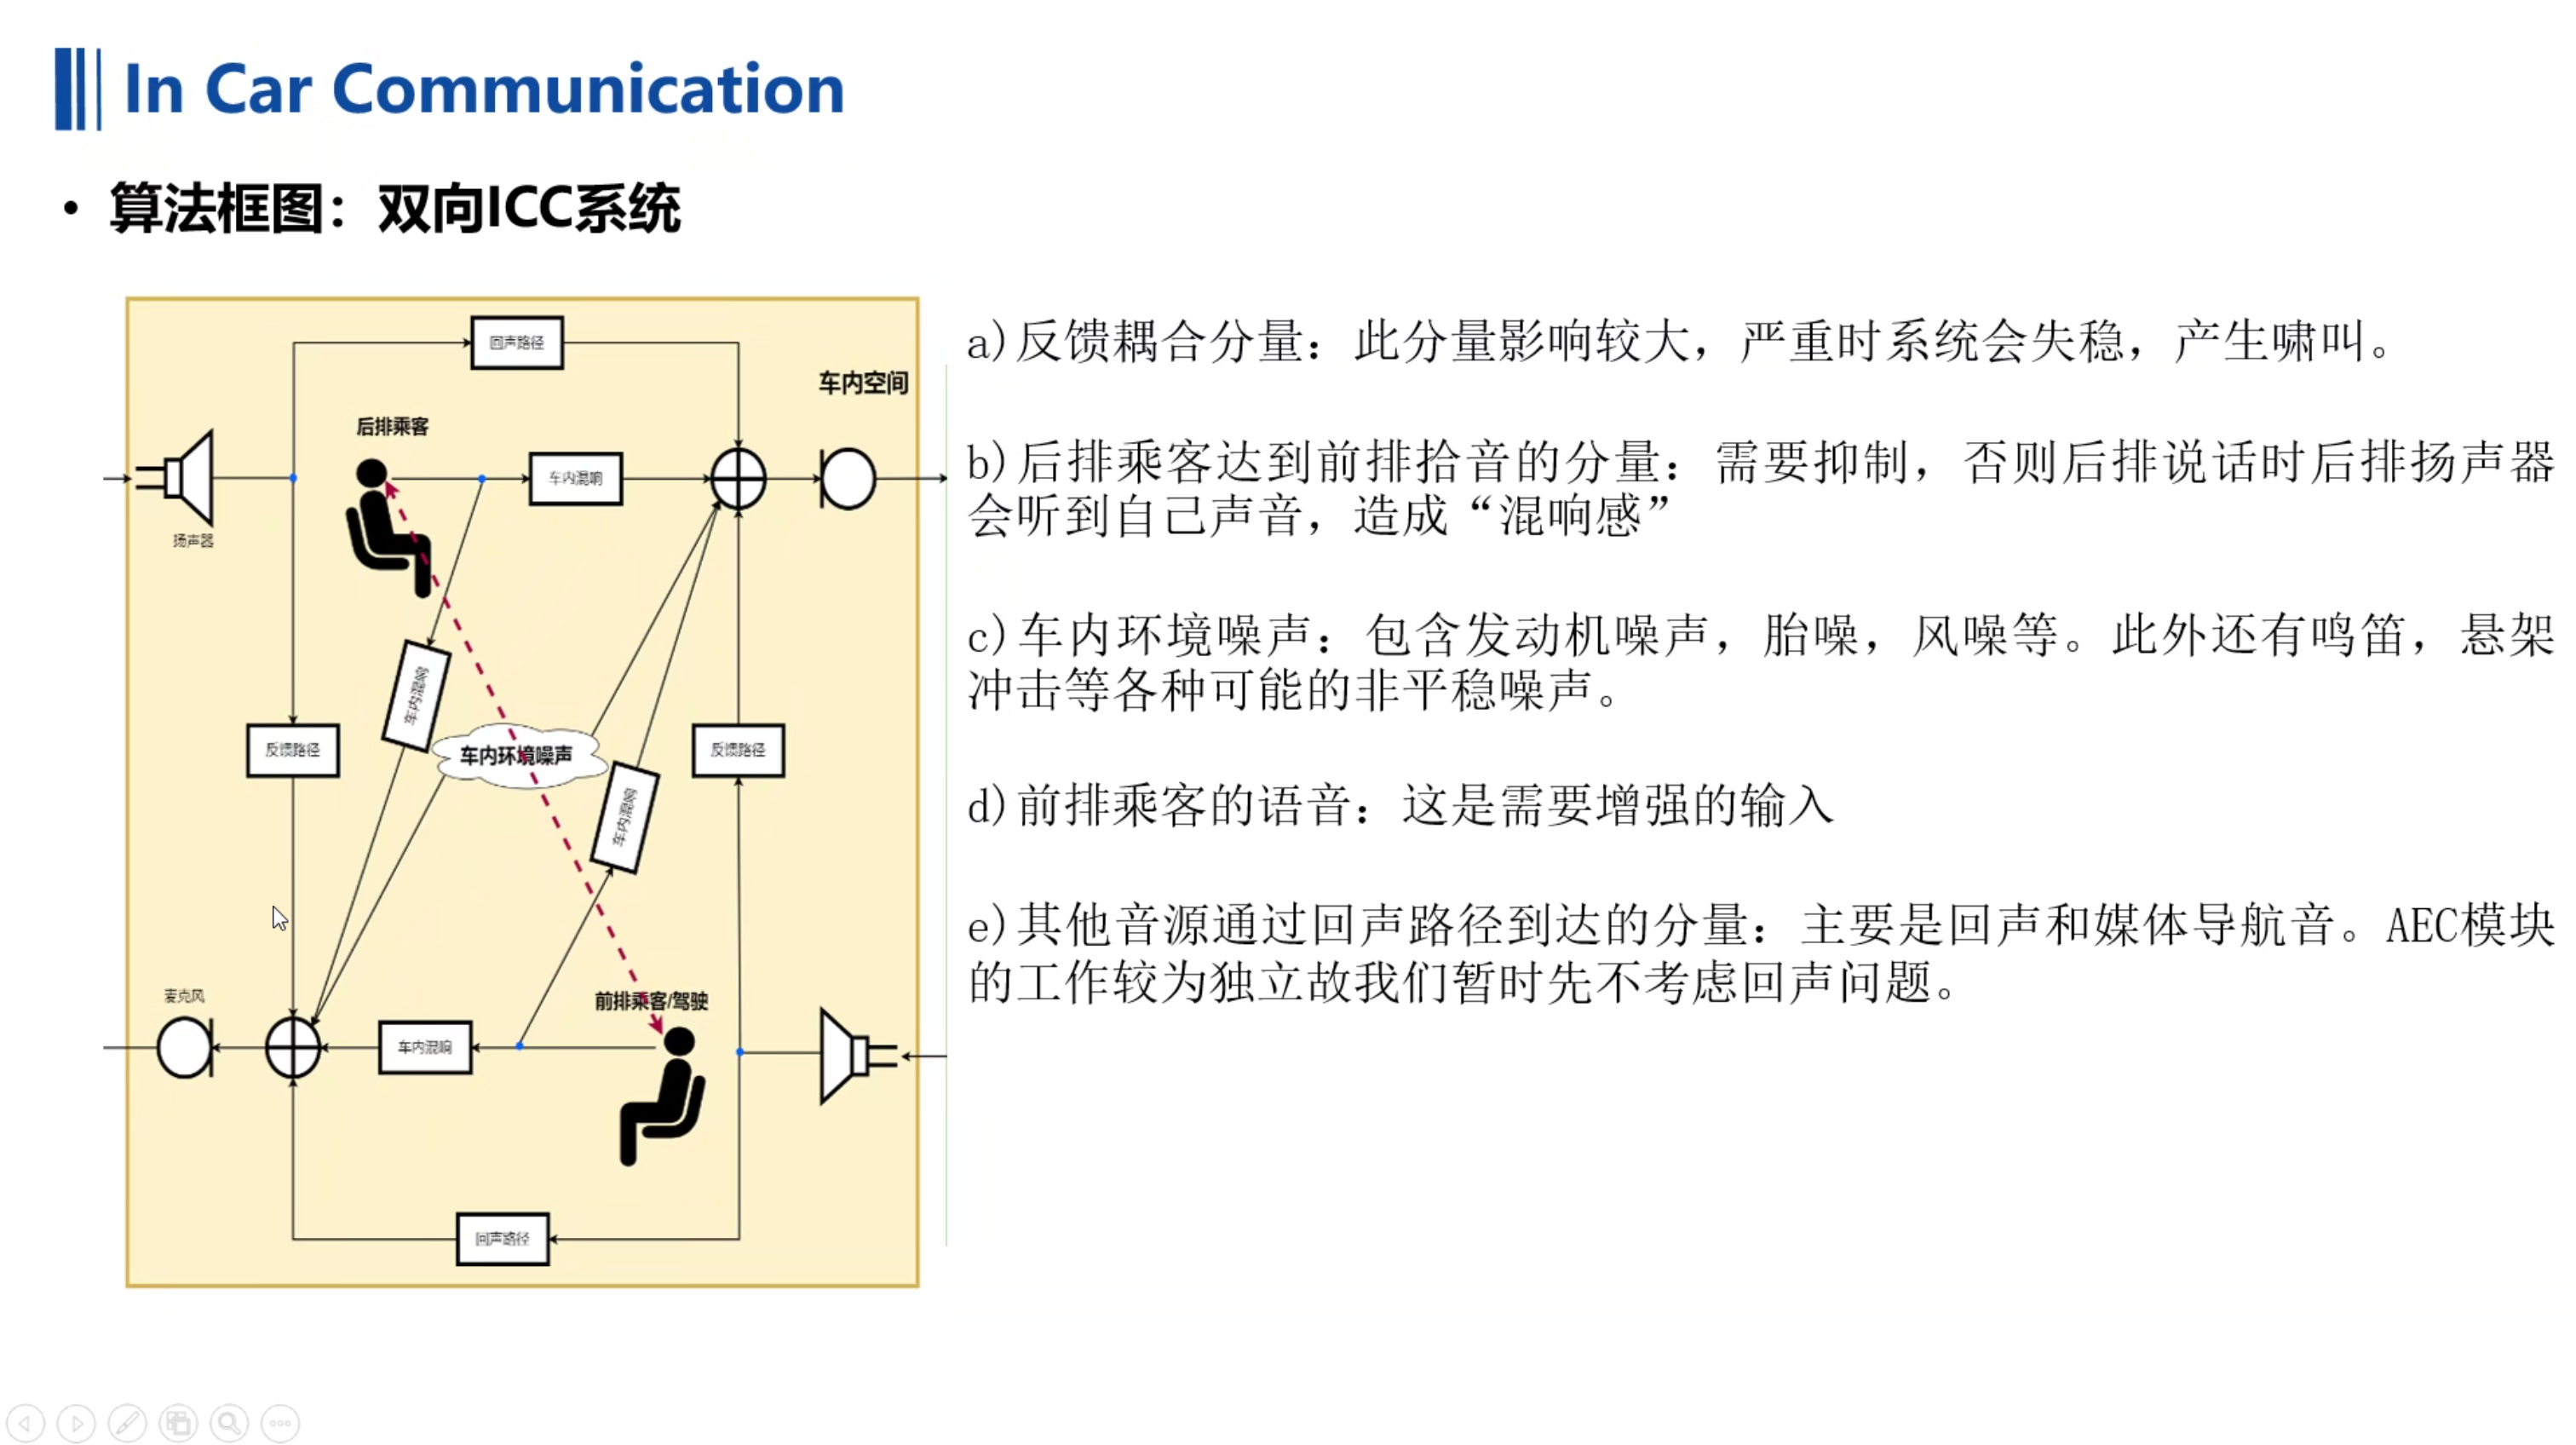 In Car Communication
• 算法框图：双向ICC系统
回声路径
车内空间
后排乘客
车内混响
扬声器
车内混响
反馈路径
车内环境噪声
反馈路径
车内混响
麦克风
前排乘客/驾驶
车内混响
回声路径
a)反馈耦合分量：此分量影响较大，严重时系统会失稳，产生啸叫。
b)后排乘客达到前排拾音的分量：需要抑制，否则后排说话时后排扬声器
会听到自己声音，造成“混响感”
c)车内环境噪声：包含发动机噪声，胎噪，风噪等。此外还有鸣笛，悬架
冲击等各种可能的非平稳噪声。
d)前排乘客的语音：这是需要增强的输入
e)其他音源通过回声路径到达的分量：主要是回声和媒体导航音。AEC模块
的工作较为独立故我们暂时先不考虑回声问题。